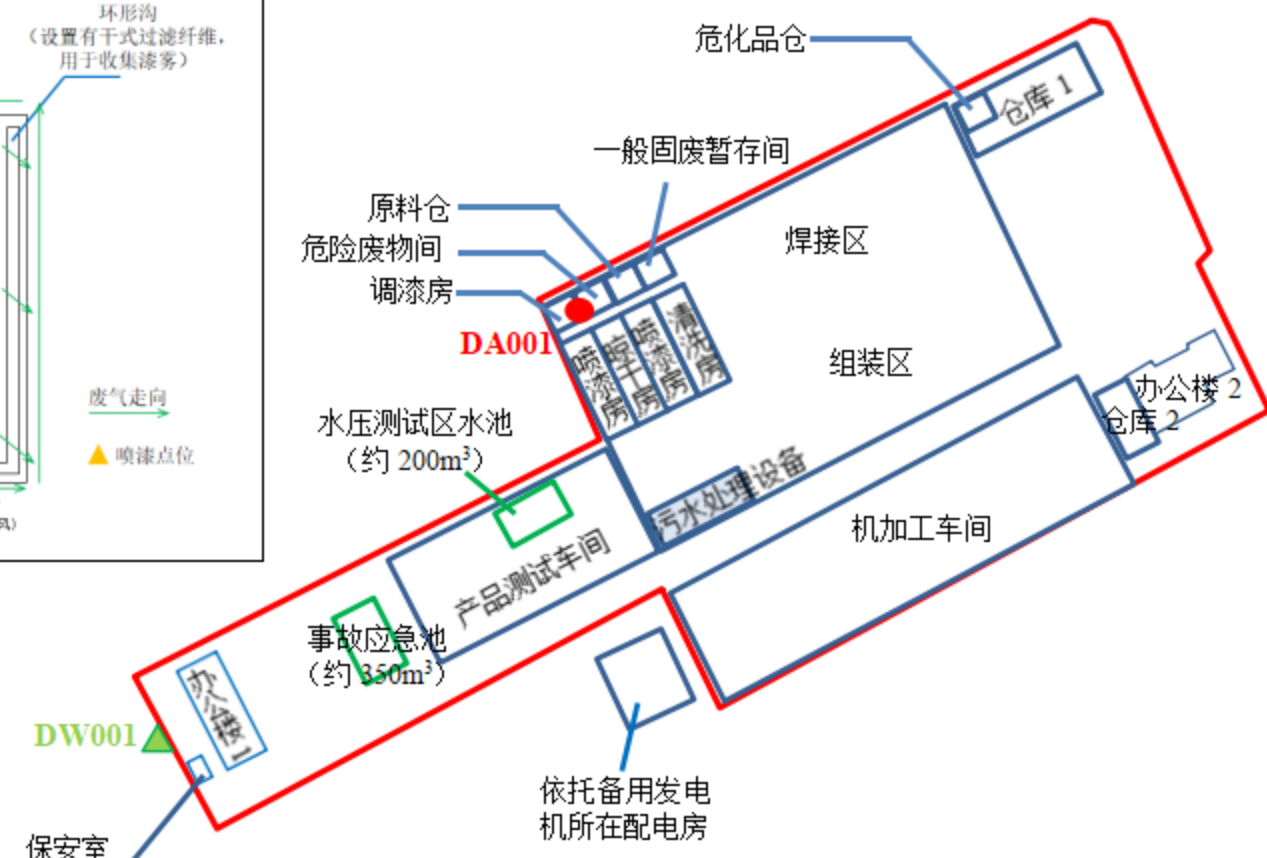 环形沟
（设置有干式过滤纤维，
用于收集漆雾）
废气走向
喷漆点位
风）
危化品仓
仓库 1
一般固废暂存间
原料仓
危险废物间
调漆房
DA001
焊接区
喷漆房
晾干房
喷漆房
清洗房
组装区
办公楼 2
仓库 2
水压测试区水池
（约 200m³）
污水处理设备
机加工车间
产品测试车间
事故应急池
（约 350m³）
办公楼 1
DW001
依托备用发电
机所在配电房
保安室